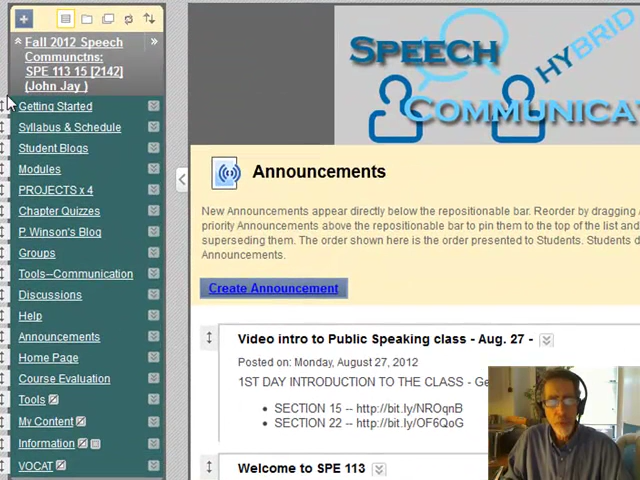 Fall 2012 Speech
Communctns:
SPE 113 15 [2142]
(John Jay )
Getting Started
Syllabus & Schedule
Student Blogs
Modules
PROJECTS x 4
Chapter Quizzes
P. Winson's Blog
Groups
Tools--Communication
Discussions
Help
Announcements
Home Page
Course Evaluation
Tools
My Content
Information
VOCAT
SPEECH
HYBRID
COMMUNICAT
Announcements
New Announcements appear directly below the repositionable bar. Reorder by dragging
priority Announcements above the repositionable bar to pin them to the top of the list and
superseding them. The order shown here is the order presented to Students. Students d
Announcements.
Create Announcement
Video intro to Public Speaking class - Aug. 27 -
Posted on: Monday, August 27, 2012
1ST DAY INTRODUCTION TO THE CLASS - Ge
SECTION 15 -- http://bit.ly/NROqnB
SECTION 22 -- http://bit.ly/OF6QoG
Welcome to SPE 113